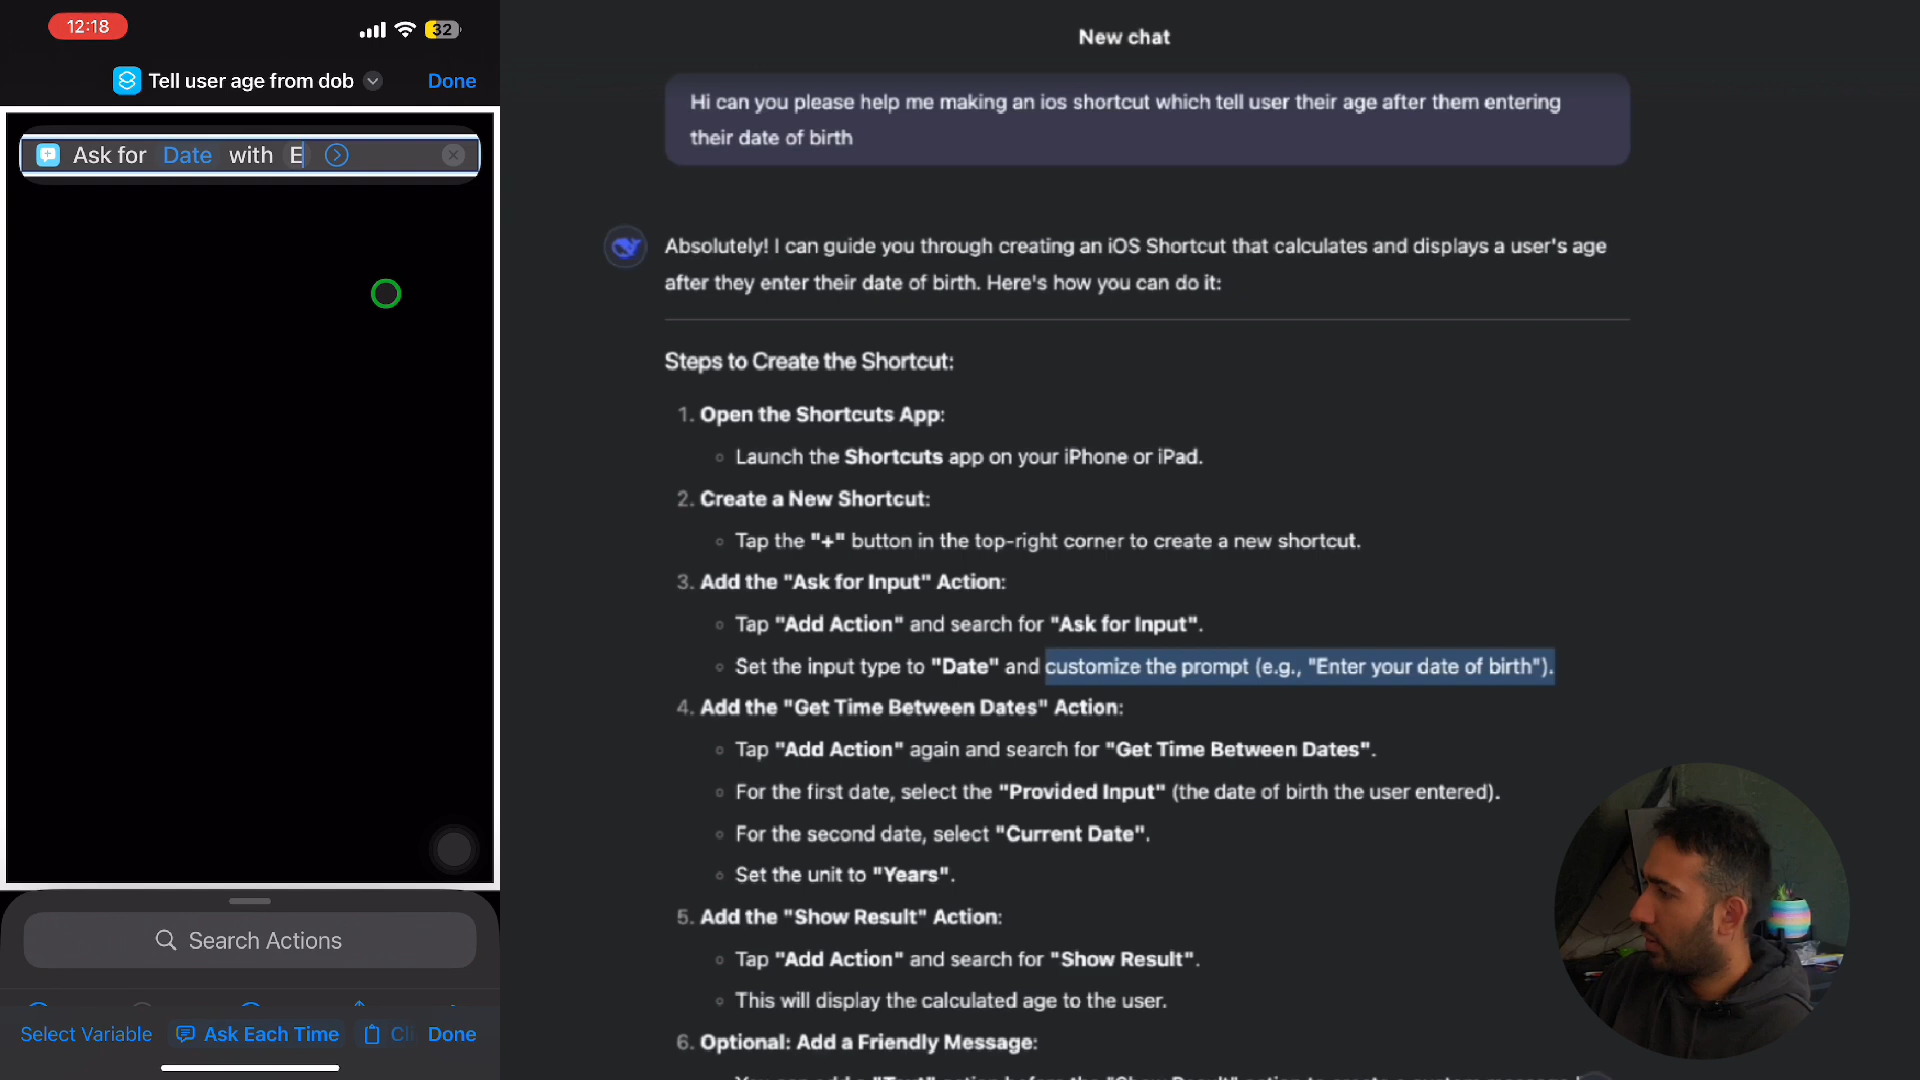 12:18
32
Tell user age from dob
Done
Ask for Date with E
Search Actions
Select Variable
Ask Each Time
Cli
Done
New chat
Hi can you please help me making an ios shortcut which tell user their age after them entering
their date of birth
Absolutely! I can guide you through creating an iOS Shortcut that calculates and displays a user's age
after they enter their date of birth. Here's how you can do it:
Steps to Create the Shortcut:
1. Open the Shortcuts App:
Launch the Shortcuts app on your iPhone or iPad.
2. Create a New Shortcut:
Tap the "+" button in the top-right corner to create a new shortcut.
3. Add the "Ask for Input" Action:
Tap "Add Action" and search for "Ask for Input".
Set the input type to "Date" and customize the prompt (e.g., "Enter your date of birth").
4. Add the "Get Time Between Dates" Action:
Tap "Add Action" again and search for "Get Time Between Dates".
For the first date, select the "Provided Input" (the date of birth the user entered).
For the second date, select "Current Date".
Set the unit to "Years".
5. Add the "Show Result" Action:
Tap "Add Action" and search for "Show Result".
This will display the calculated age to the user.
6. Optional: Add a Friendly Message: